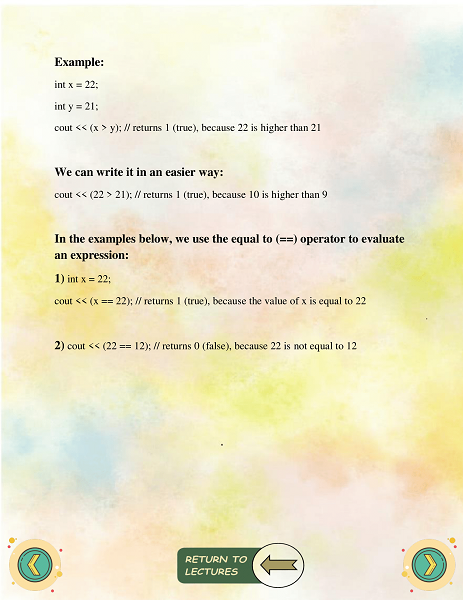 Example:
int x = 22;
int y = 21;
cout << (x > y); // returns 1 (true), because 22 is higher than 21
We can write it in an easier way:
cout << (22 > 21); // returns 1 (true), because 10 is higher than 9
In the examples below, we use the equal to (==) operator to evaluate
an expression:
1) int x = 22;
cout << (x == 22); // returns 1 (true), because the value of x is equal to 22
2) cout << (22 == 12); // returns 0 (false), because 22 is not equal to 12
RETURN TO
LECTURES